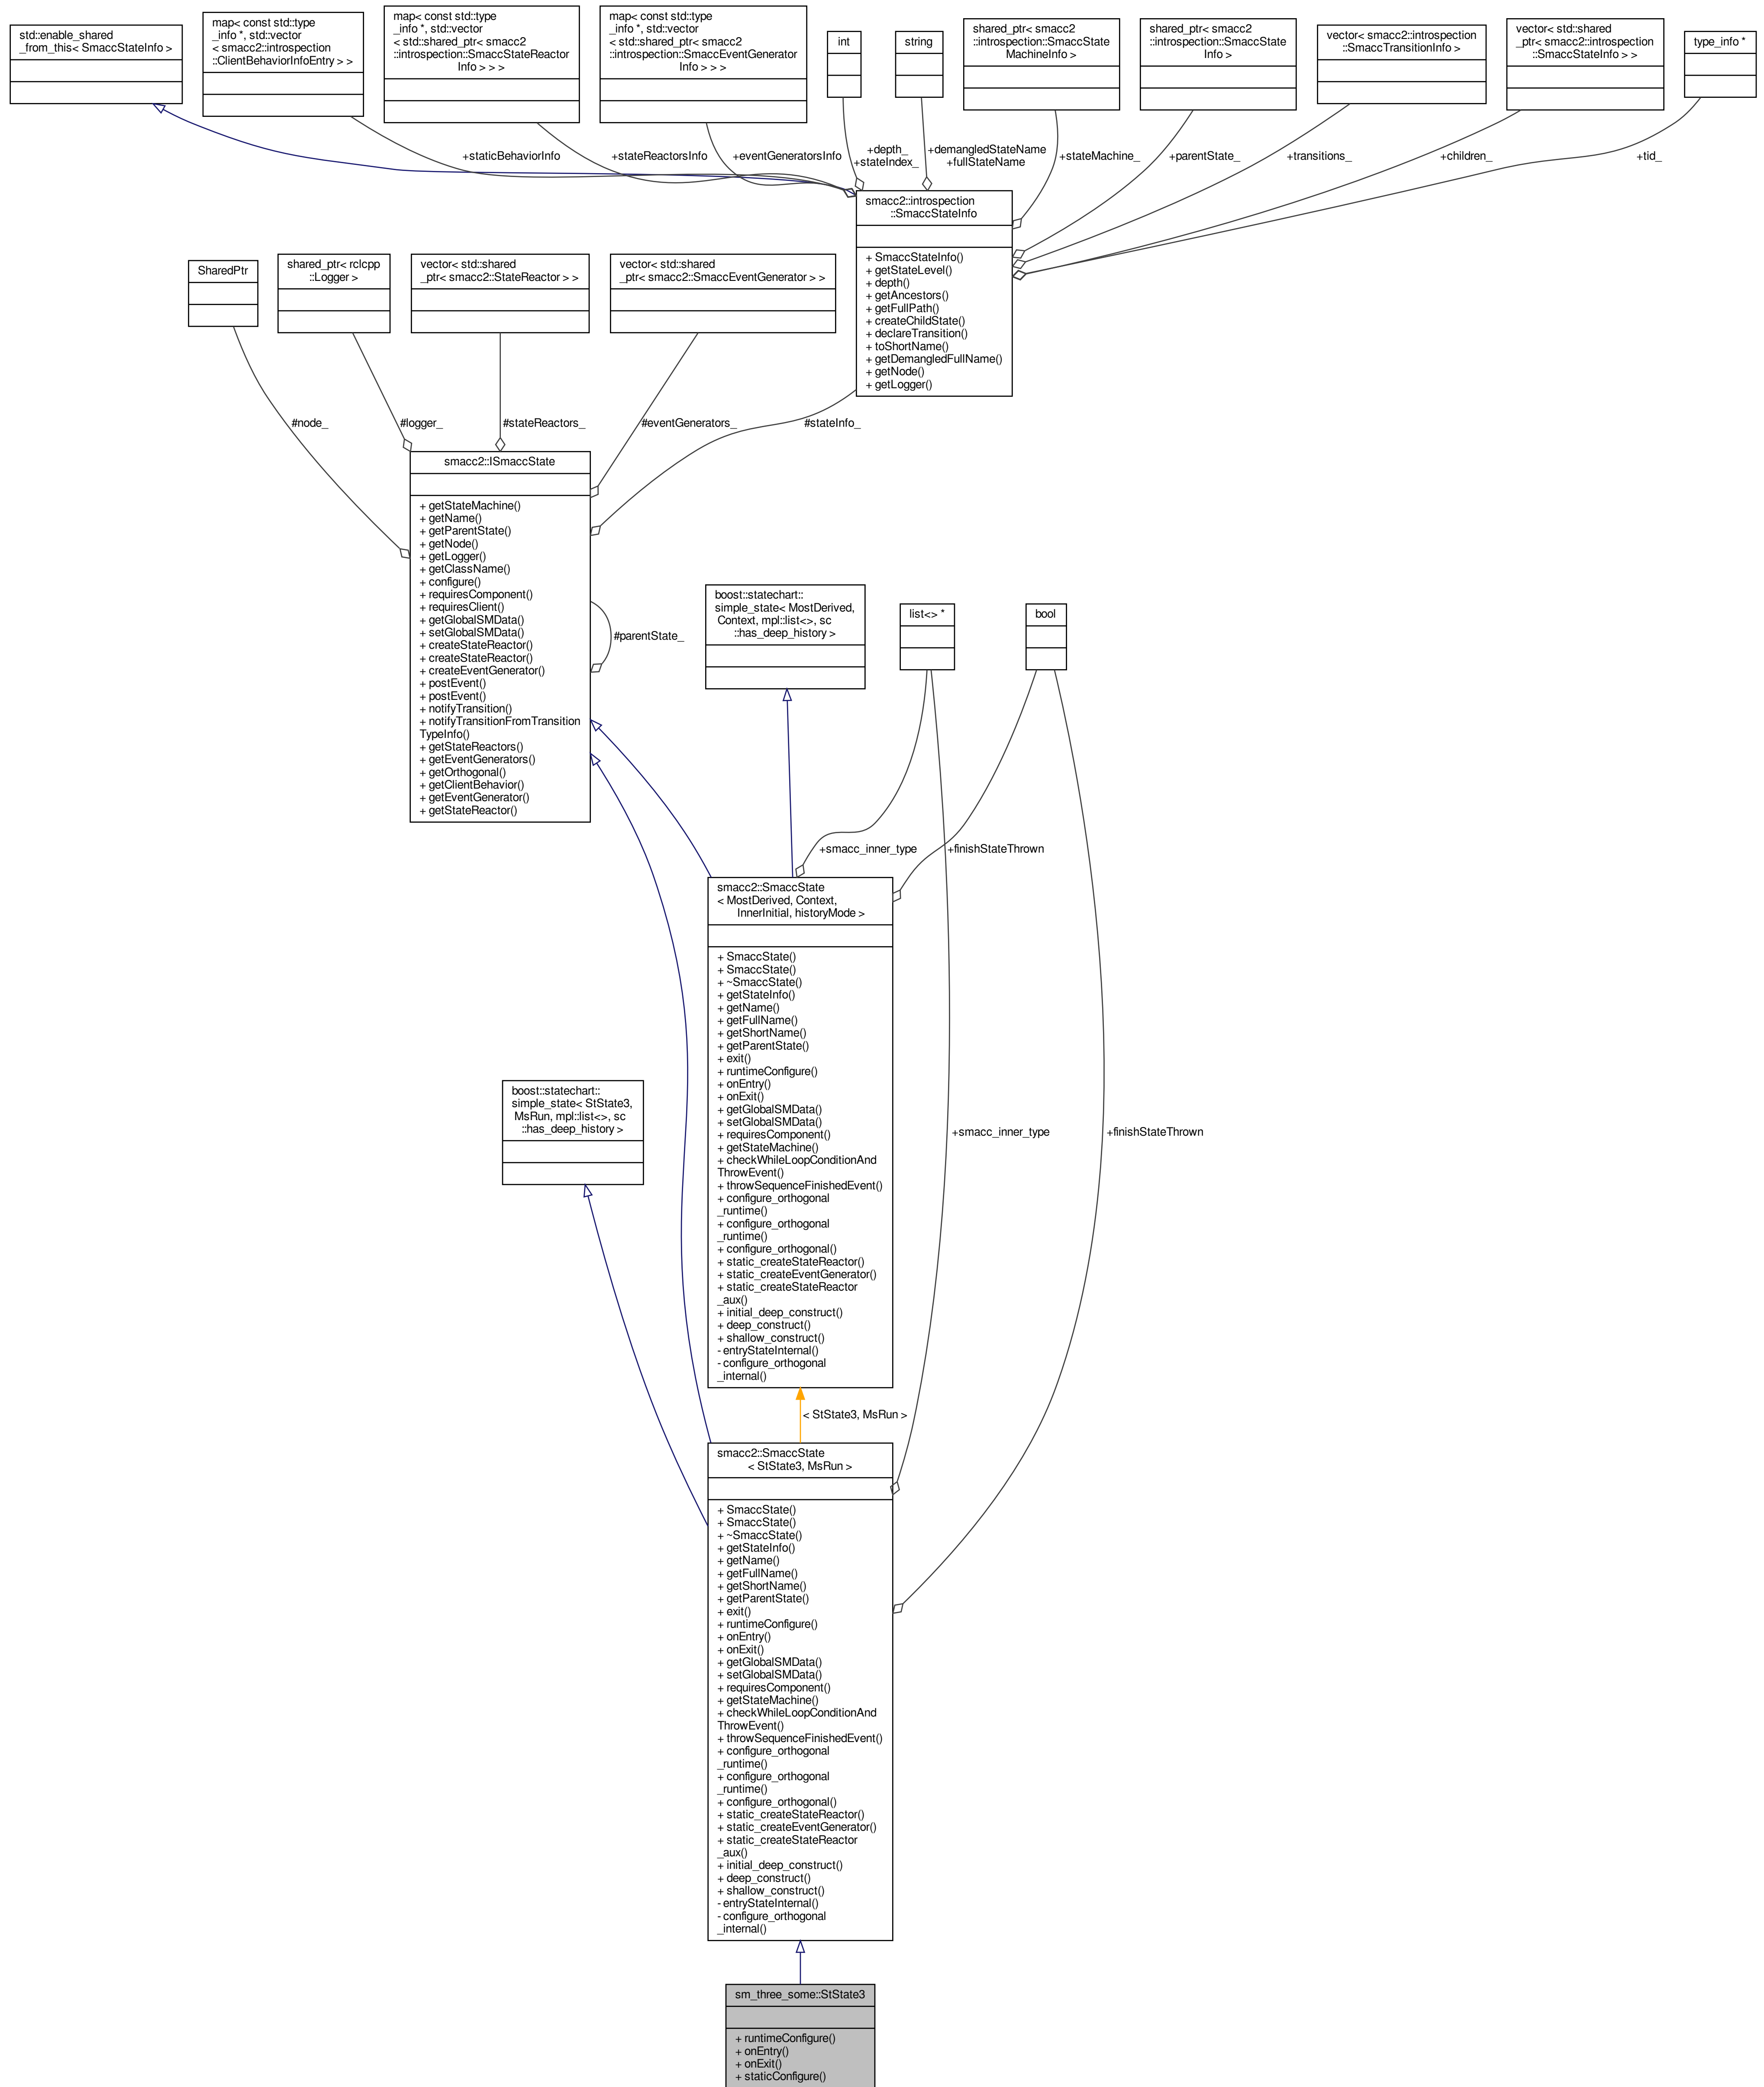 std::enable_shared
_from_this< SmaccStateInfo >
map< const std::type
_info *, std::vector
< smacc2::introspection
::ClientBehaviorInfoEntry > >
map< const std::type
_info *, std::vector
< std::shared_ptr< smacc2
::introspection::SmaccStateReactor
Info > > >
map< const std::type
_info *, std::vector
< std::shared_ptr< smacc2
::introspection::SmaccEventGenerator
Info > > >
int
string
shared_ptr< smacc2
::introspection::SmaccState
MachineInfo >
shared_ptr< smacc2
::introspection::SmaccState
Info >
vector< smacc2::introspection
::SmaccTransitionInfo >
vector< std::shared
_ptr< smacc2::introspection
::SmaccStateInfo > >
type_info *
+staticBehaviorInfo
+stateReactorsInfo
+eventGeneratorsInfo
+depth_
+stateIndex_
+demangledStateName
+fullStateName
+stateMachine_
+parentState_
+transitions_
+children_
+tid_
smacc2::introspection
::SmaccStateInfo
+ SmaccStateInfo()
+ getStateLevel()
+ depth()
+ getAncestors()
+ getFullPath()
+ createChildState()
+ declareTransition()
+ toShortName()
+ getDemangledFullName()
+ getNode()
+ getLogger()
SharedPtr
shared_ptr< rclcpp
::Logger >
vector< std::shared
_ptr< smacc2::StateReactor > >
vector< std::shared
_ptr< smacc2::SmaccEventGenerator > >
#node_
#logger_
#stateReactors_
#eventGenerators_
#stateInfo_
smacc2::ISmaccState
+ getStateMachine()
+ getName()
+ getParentState()
+ getNode()
+ getLogger()
+ getClassName()
+ configure()
+ requiresComponent()
+ requiresClient()
+ getGlobalSMData()
+ setGlobalSMData()
+ createStateReactor()
+ createStateReactor()
+ createEventGenerator()
+ postEvent()
+ postEvent()
+ notifyTransition()
+ notifyTransitionFromTransition
TypeInfo()
+ getStateReactors()
+ getEventGenerators()
+ getOrthogonal()
+ getClientBehavior()
+ getEventGenerator()
+ getStateReactor()
#parentState_
boost::statechart::
simple_state< MostDerived,
Context, mpl::list<>, sc
::has_deep_history >
list<> *
bool
+smacc_inner_type
+finishStateThrown
smacc2::SmaccState
< MostDerived, Context,
InnerInitial, historyMode >
+ SmaccState()
+ SmaccState()
+ ~SmaccState()
+ getStateInfo()
+ getName()
+ getFullName()
+ getShortName()
+ getParentState()
+ exit()
+ runtimeConfigure()
+ onEntry()
+ onExit()
+ getGlobalSMData()
+ setGlobalSMData()
+ requiresComponent()
+ getStateMachine()
+ checkWhileLoopConditionAnd
ThrowEvent()
+ throwSequenceFinishedEvent()
+ configure_orthogonal
_runtime()
+ configure_orthogonal
_runtime()
+ configure_orthogonal()
+ static_createStateReactor()
+ static_createEventGenerator()
+ static_createStateReactor
_aux()
+ initial_deep_construct()
+ deep_construct()
+ shallow_construct()
- entryStateInternal()
- configure_orthogonal
_internal()
boost::statechart::
simple_state< StState3,
MsRun, mpl::list<>, sc
::has_deep_history >
+smacc_inner_type
+finishStateThrown
< StState3, MsRun >
smacc2::SmaccState
< StState3, MsRun >
+ SmaccState()
+ SmaccState()
+ ~SmaccState()
+ getStateInfo()
+ getName()
+ getFullName()
+ getShortName()
+ getParentState()
+ exit()
+ runtimeConfigure()
+ onEntry()
+ onExit()
+ getGlobalSMData()
+ setGlobalSMData()
+ requiresComponent()
+ getStateMachine()
+ checkWhileLoopConditionAnd
ThrowEvent()
+ throwSequenceFinishedEvent()
+ configure_orthogonal
_runtime()
+ configure_orthogonal
_runtime()
+ configure_orthogonal()
+ static_createStateReactor()
+ static_createEventGenerator()
+ static_createStateReactor
_aux()
+ initial_deep_construct()
+ deep_construct()
+ shallow_construct()
- entryStateInternal()
- configure_orthogonal
_internal()
sm_three_some::StState3
+ runtimeConfigure()
+ onEntry()
+ onExit()
+ staticConfigure()